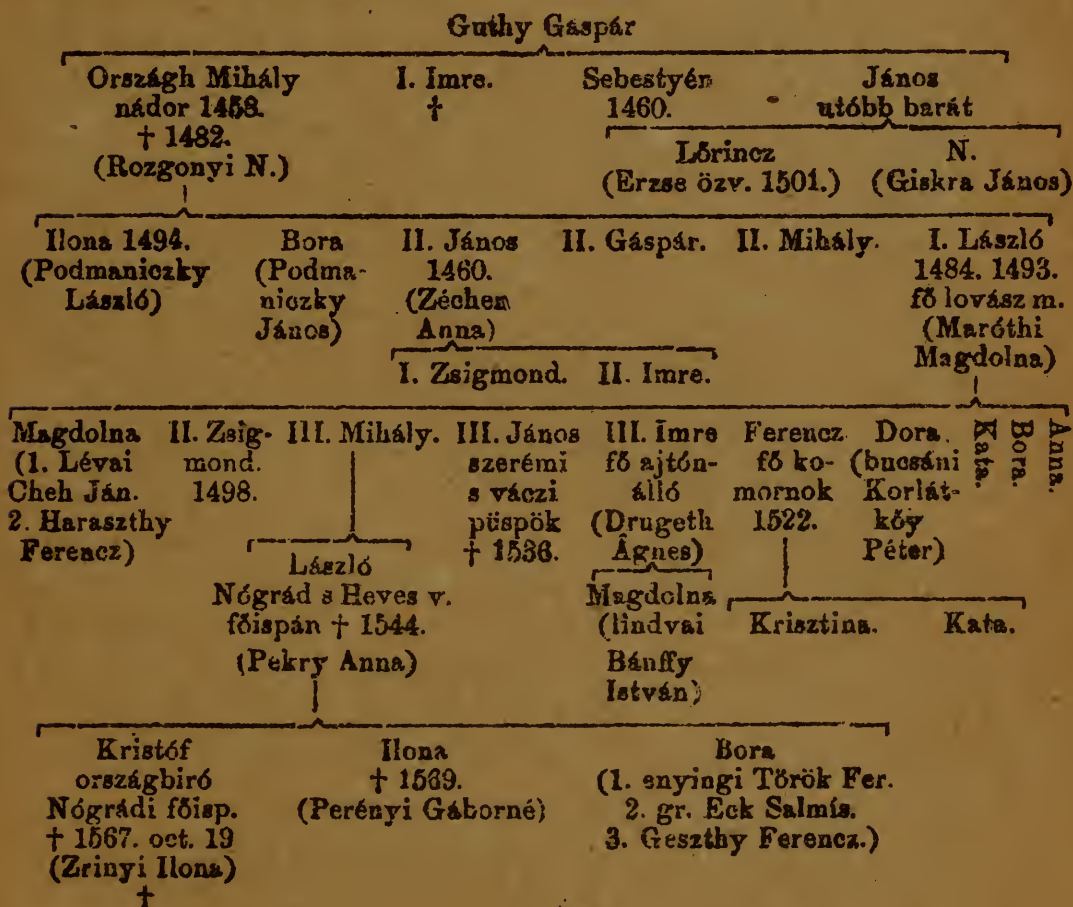 Guthy Gáspár
Országh Mihály I. Imre. Sebestyén János
nádor 1458. † 1460. utóbb barát
† 1482.
(Rozgonyi N.)
Lőrincz N.
(Erzse özv. 1501.) (Giskra János)
Ilona 1494. Bora II. János II. Gáspár. II. Mihály. I. László
(Podmaniczky (Podma- 1460. 1484. 1493.
László) niczky (Zéchen fő lovász m.
János) Anna) (Maróthi
Magdolna)
I. Zsigmond. II. Imre.
Magdolna II. Zsig- III. Mihály. III. János III. Imre Ferencz Dora. Kata. Bora. Anna.
(1. Lévai mond. szerémi fő ajtón- fő ko- (bucsáni
Cheh Ján. 1498. s váczi álló mornok Korlát-
2. Haraszthy püspök (Drugeth 1522. kőy
Ferencz) † 1536. Ágnes) Péter)
László
Nógrád s Heves v. Magdolna
főispán † 1544. (lindvai Krisztina. Kata.
(Pekry Anna) Bánffy
István)
Kristóf Ilona Bora
országbiró † 1569. (1. enyingi Török Fer.
Nógrádi főisp. (Perényi Gáborné) 2. gr. Eck Salmis.
† 1567. oct. 19 3. Geszthy Ferencz.)
(Zrinyi Ilona)
†